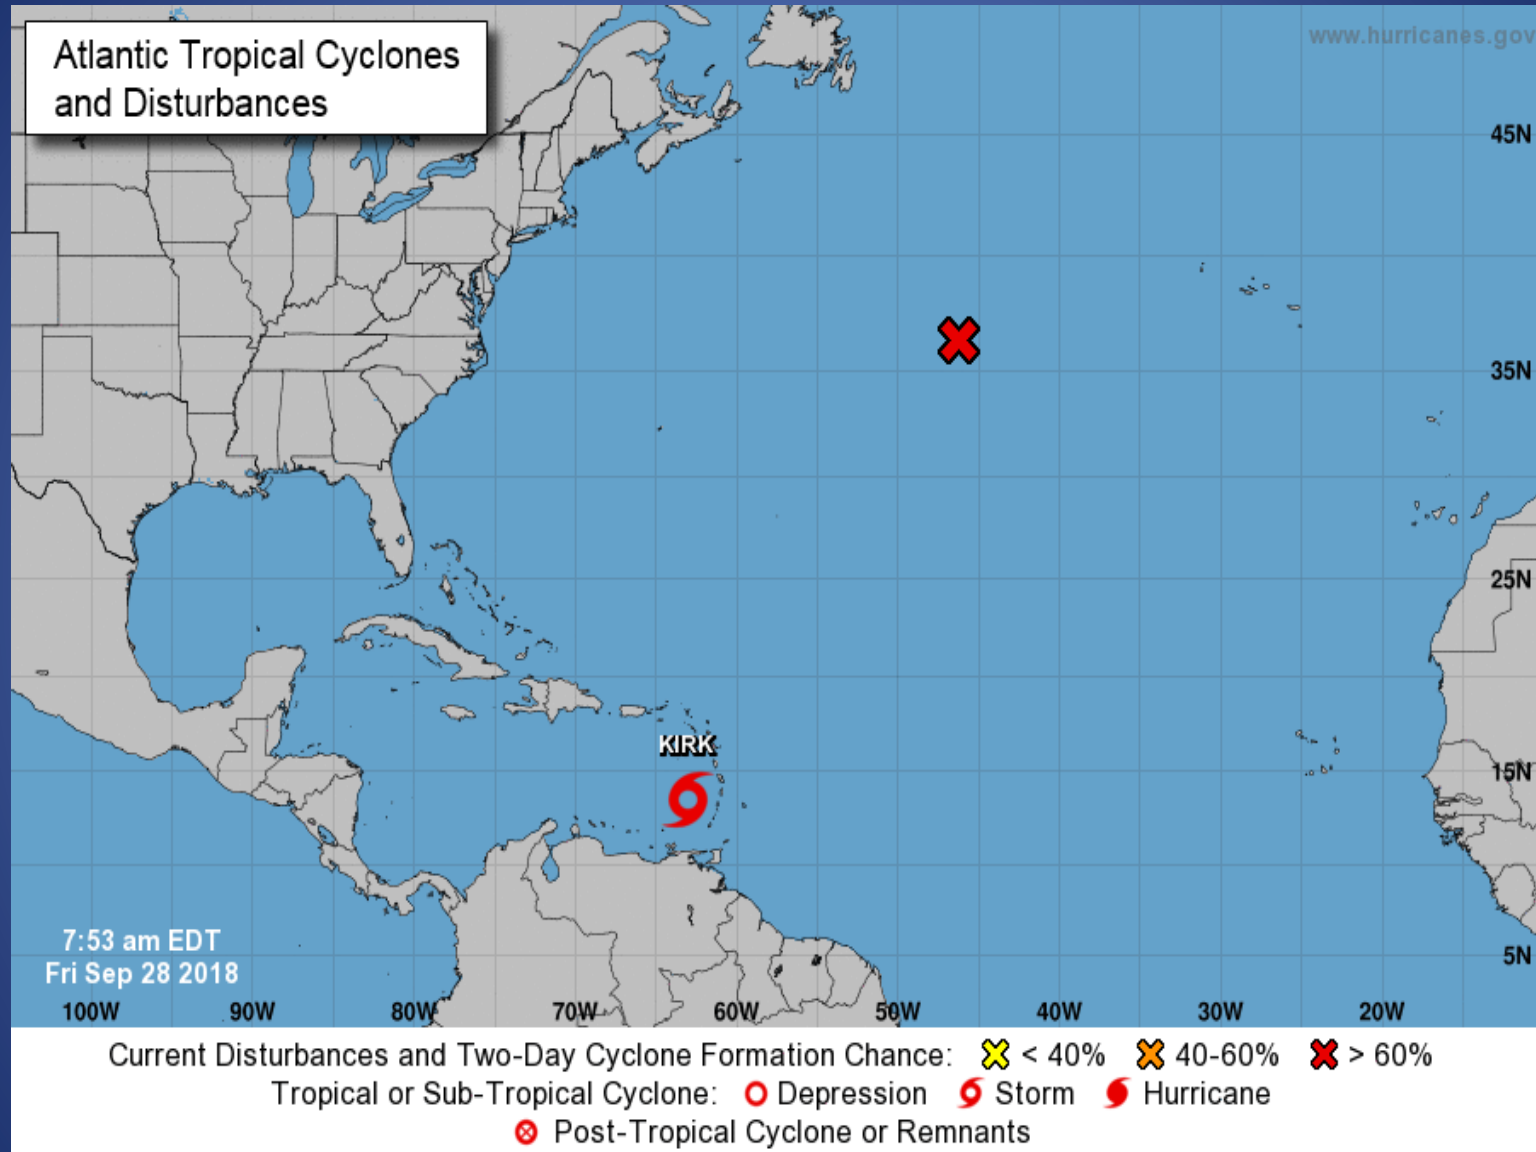 Atlantic Tropical Cyclones
and Disturbances
www.hurricanes.gov
45N
35N
25N
KIRK
15N
7:53 am EDT
Fri Sep 28 2018
5N
100W 90W 80W 70W 60W 50W 40W 30W 20W
Current Disturbances and Two-Day Cyclone Formation Chance: < 40% 40-60% > 60%
Tropical or Sub-Tropical Cyclone: Depression Storm Hurricane
Post-Tropical Cyclone or Remnants